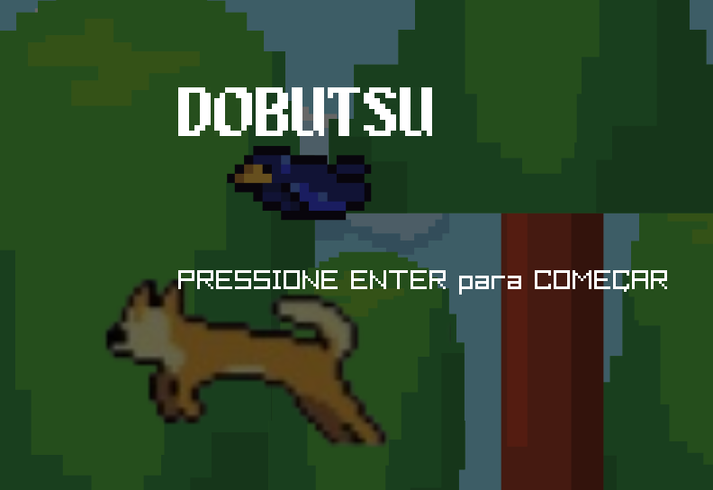 DOBUTSU
PRESSIONE ENTER para COMEÇAR